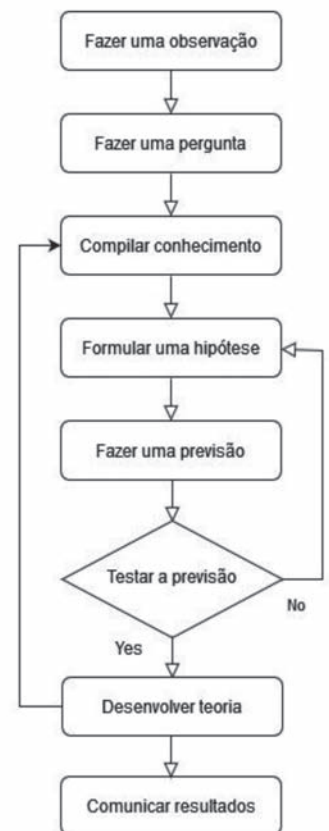 Fazer uma observação
Fazer uma pergunta
Compilar conhecimento
Formular uma hipótese
Fazer uma previsão
Testar a previsão
No
Yes
Desenvolver teoria
Comunicar resultados